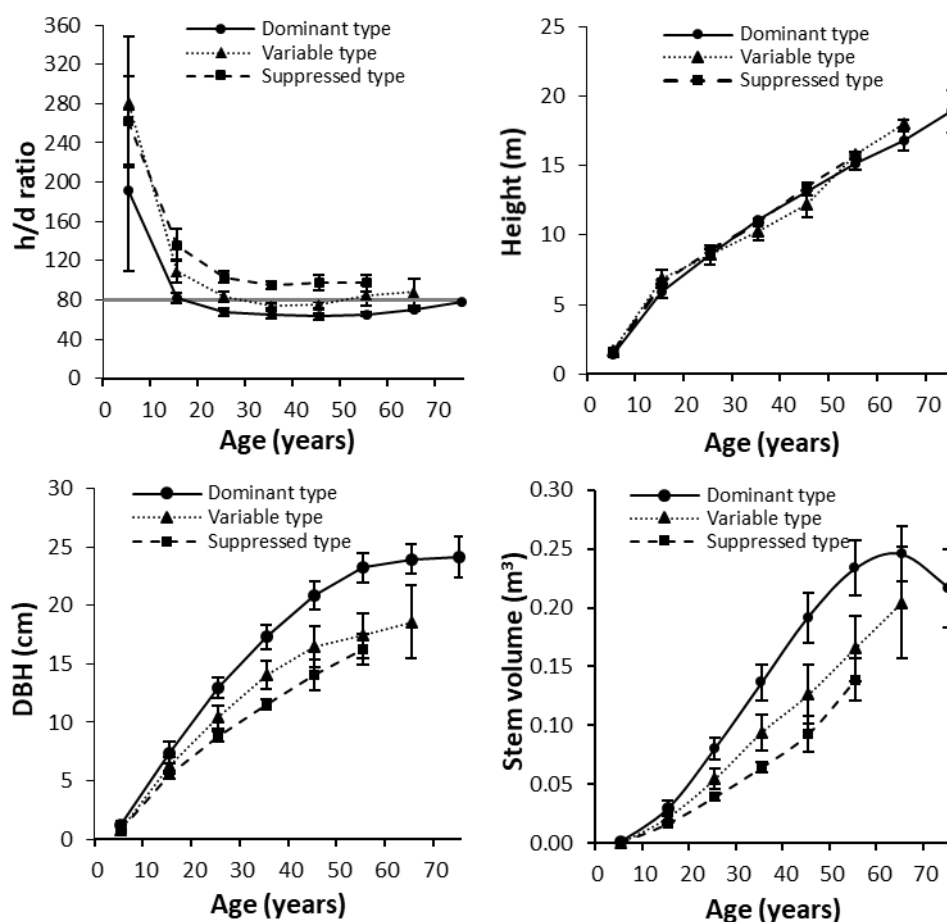 360
320
280
240
200
160
120
80
40
0
h/d ratio
Dominant type
Variable type
Suppressed type
0 10 20 30 40 50 60 70
Age (years)
25
20
15
10
5
0
Height (m)
Dominant type
Variable type
Suppressed type
0 10 20 30 40 50 60 70
Age (years)
30
25
20
15
10
5
0
DBH (cm)
Dominant type
Variable type
Suppressed type
0 10 20 30 40 50 60 70
Age (years)
0.30
0.25
0.20
0.15
0.10
0.05
0.00
Stem volume (m³)
Dominant type
Variable type
Suppressed type
0 10 20 30 40 50 60 70
Age (years)